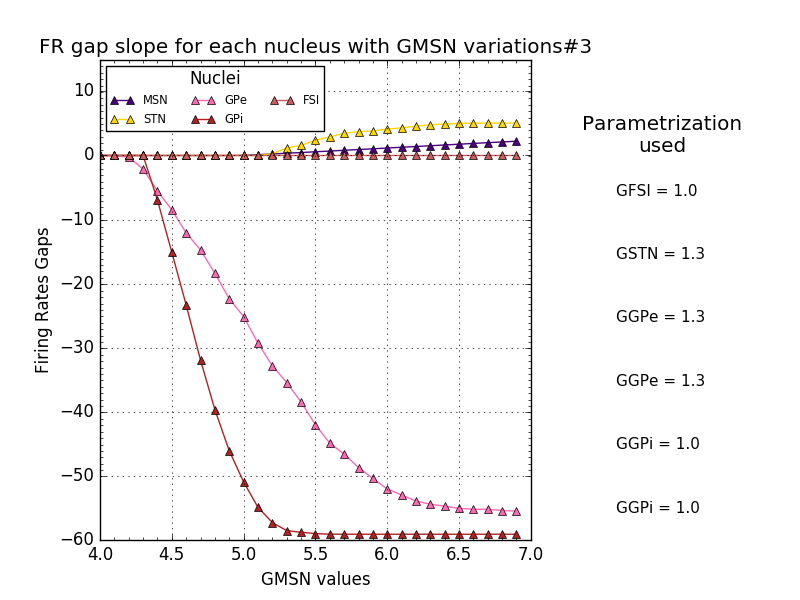 FR gap slope for each nucleus with GMSN variations#3
Nuclei
MSN GPe FSI
STN GPi
10
0
−10
−20
−30
−40
−50
−60
Firing Rates Gaps
4.0 4.5 5.0 5.5 6.0 6.5 7.0
GMSN values
Parametrization
used
GFSI = 1.0
GSTN = 1.3
GGPe = 1.3
GGPe = 1.3
GGPi = 1.0
GGPi = 1.0